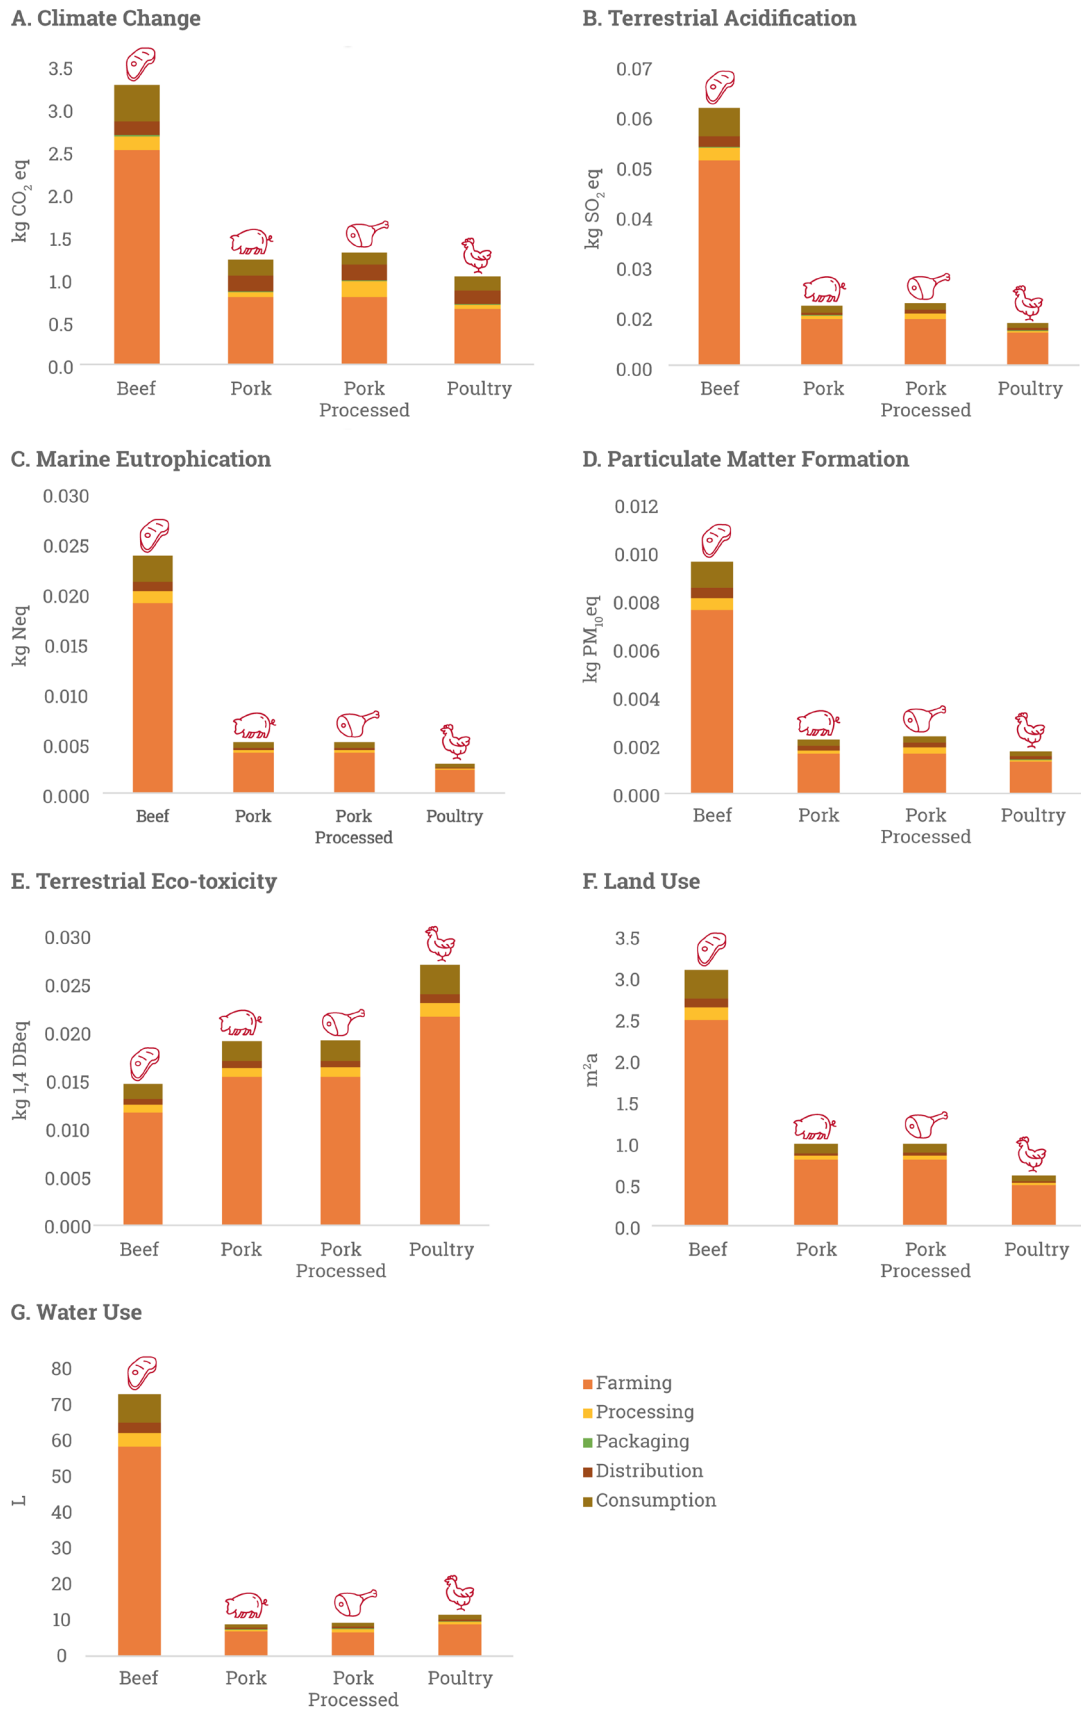 A. Climate Change
3.5
3.0
2.5
2.0
1.5
1.0
0.5
0.0
kg CO2 eq
Beef
Pork
Pork
Processed
Poultry
B. Terrestrial Acidification
0.07
0.06
0.05
0.04
0.03
0.02
0.00
kg SO2 eq
Beef
Pork
Pork
Processed
Poultry
C. Marine Eutrophication
0.030
0.025
0.020
0.015
0.010
0.005
0.000
kg Neq
Beef
Pork
Pork
Processed
Poultry
D. Particulate Matter Formation
0.012
0.010
0.008
0.006
0.004
0.002
0.000
kg PM10eq
Beef
Pork
Pork
Processed
Poultry
E. Terrestrial Eco-toxicity
0.030
0.025
0.020
0.015
0.010
0.005
0.000
kg 1,4 DBeq
Beef
Pork
Pork
Processed
Poultry
F. Land Use
3.5
3.0
2.5
2.0
1.5
1.0
0.5
0.0
m²a
Beef
Pork
Pork
Processed
Poultry
G. Water Use
80
70
60
50
40
30
20
10
0
L
Beef
Pork
Pork
Processed
Poultry
Farming
Processing
Packaging
Distribution
Consumption